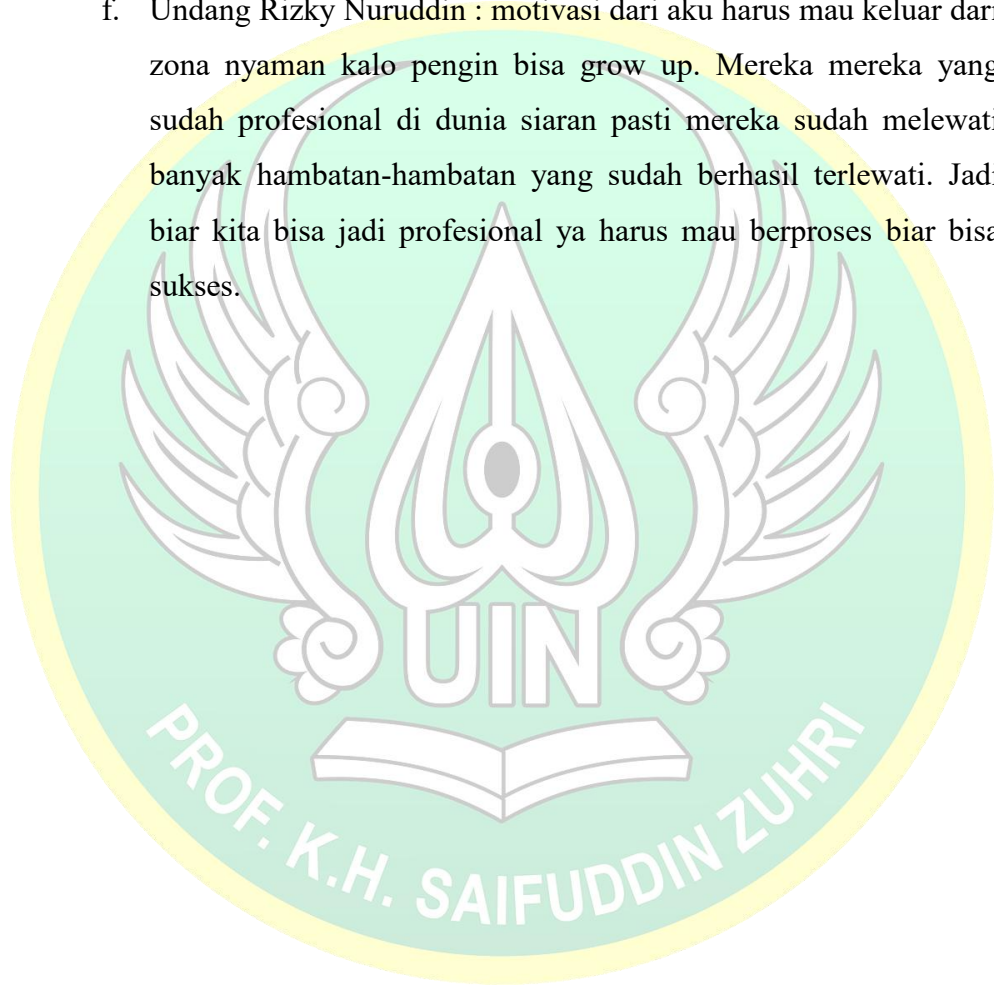 f. Undang Rizky Nuruddin : motivasi dari aku harus mau keluar dari
zona nyaman kalo pengin bisa grow up. Mereka mereka yang
sudah profesional di dunia siaran pasti mereka sudah melewati
banyak hambatan-hambatan yang sudah berhasil terlewati. Jadi
biar kita bisa jadi profesional ya harus mau berproses biar bisa
sukses.
UIN
PROF. K.H. SAIFUDDIN ZUHRI